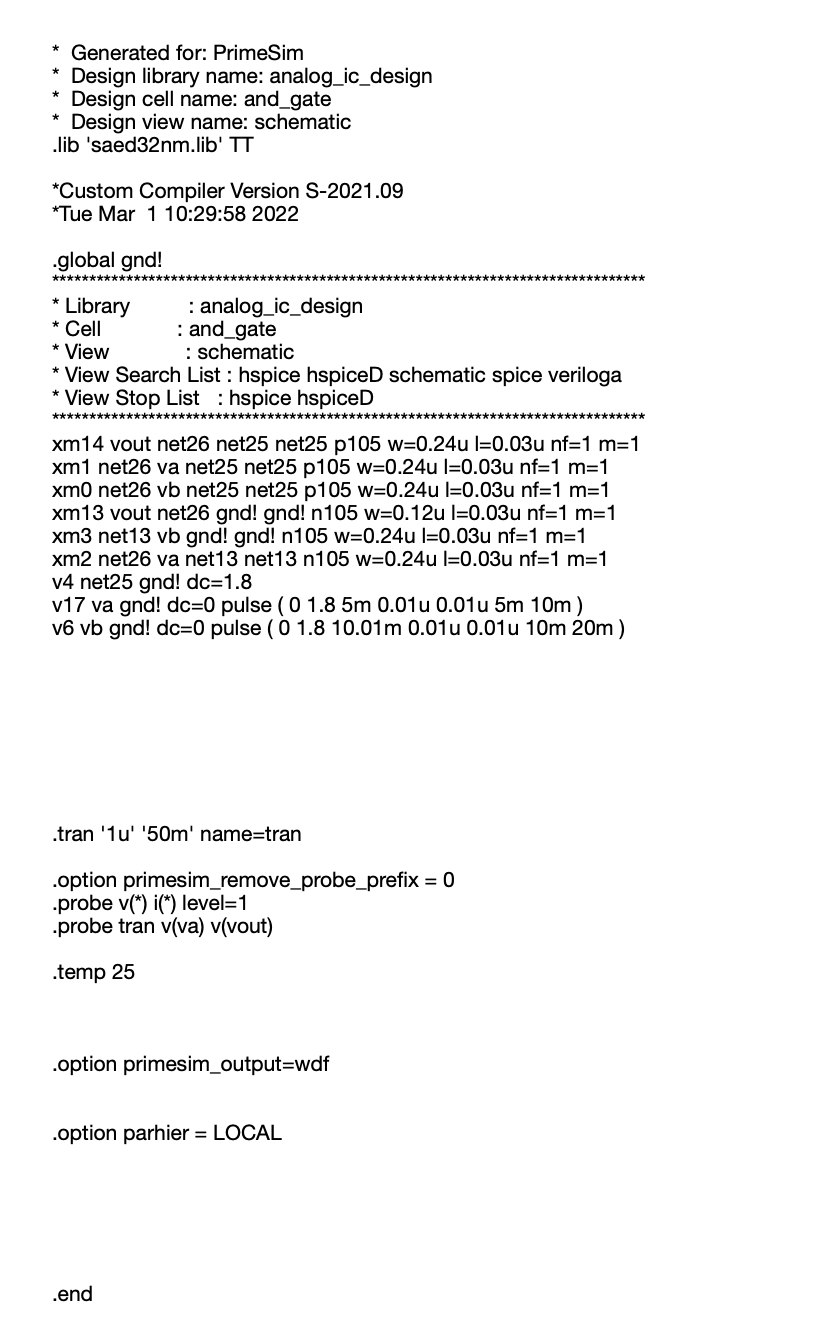 *  Generated for: PrimeSim
*  Design library name: analog_ic_design
*  Design cell name: and_gate
*  Design view name: schematic
.lib 'saed32nm.lib' TT
*Custom Compiler Version S-2021.09
*Tue Mar  1 10:29:58 2022
.global gnd!
********************************************************************************
* Library          : analog_ic_design
* Cell             : and_gate
* View             : schematic
* View Search List : hspice hspiceD schematic spice veriloga
* View Stop List   : hspice hspiceD
********************************************************************************
xm14 vout net26 net25 net25 p105 w=0.24u l=0.03u nf=1 m=1
xm1 net26 va net25 net25 p105 w=0.24u l=0.03u nf=1 m=1
xm0 net26 vb net25 net25 p105 w=0.24u l=0.03u nf=1 m=1
xm13 vout net26 gnd! gnd! n105 w=0.12u l=0.03u nf=1 m=1
xm3 net13 vb gnd! gnd! n105 w=0.24u l=0.03u nf=1 m=1
xm2 net26 va net13 net13 n105 w=0.24u l=0.03u nf=1 m=1
v4 net25 gnd! dc=1.8
v17 va gnd! dc=0 pulse ( 0 1.8 5m 0.01u 0.01u 5m 10m )
v6 vb gnd! dc=0 pulse ( 0 1.8 10.01m 0.01u 0.01u 10m 20m )
.tran '1u' '50m' name=tran
.option primesim_remove_probe_prefix = 0
.probe v(*) i(*) level=1
.probe tran v(va) v(vout)
.temp 25
.option primesim_output=wdf
.option parhier = LOCAL
.end